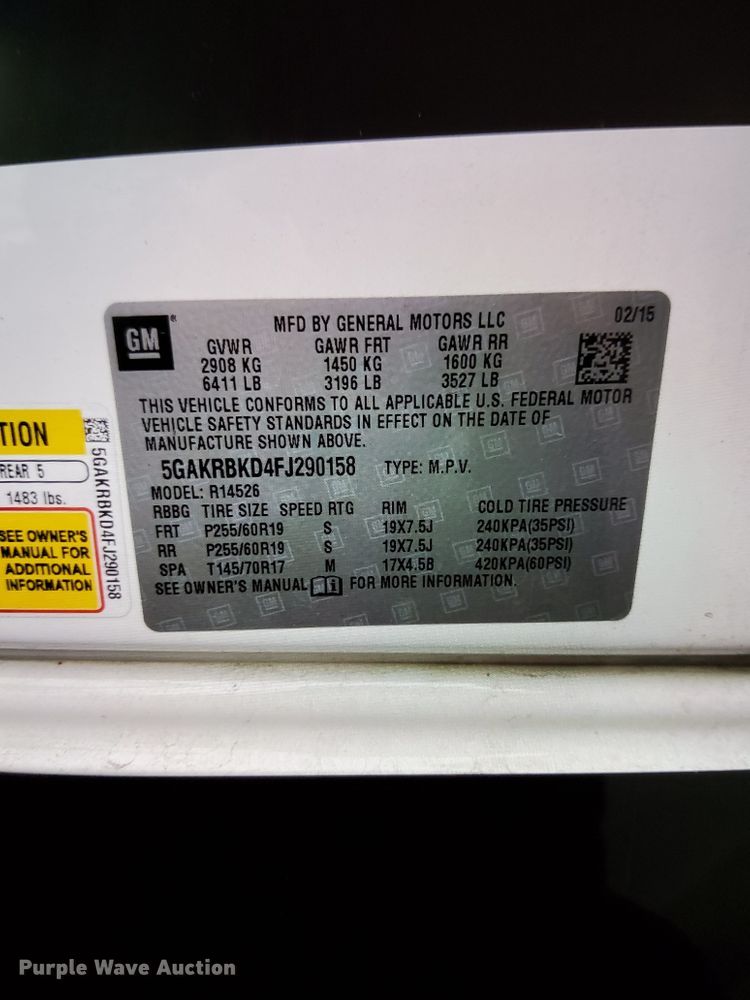 GM
MFD BY GENERAL MOTORS LLC 02/15
GVWR GAWR FRT GAWR RR
2908 KG 1450 KG 1600 KG
6411 LB 3196 LB 3527 LB
THIS VEHICLE CONFORMS TO ALL APPLICABLE U.S. FEDERAL MOTOR
VEHICLE SAFETY STANDARDS IN EFFECT ON THE DATE OF
MANUFACTURE SHOWN ABOVE.
5GAKRBKD4FJ290158 TYPE: M.P.V.
MODEL: R14526
RBBG TIRE SIZE SPEED RTG RIM COLD TIRE PRESSURE
FRT P255/60R19 S 19X7.5J 240KPA(35PSI)
RR P255/60R19 S 19X7.5J 240KPA(35PSI)
SPA T145/70R17 M 17X4.5B 420KPA(60PSI)
SEE OWNER'S MANUAL FOR MORE INFORMATION.
TION
REAR 5
1483 lbs.
SEE OWNER'S
MANUAL FOR
ADDITIONAL
INFORMATION
5GAKRBKD4FJ290158
Purple Wave Auction